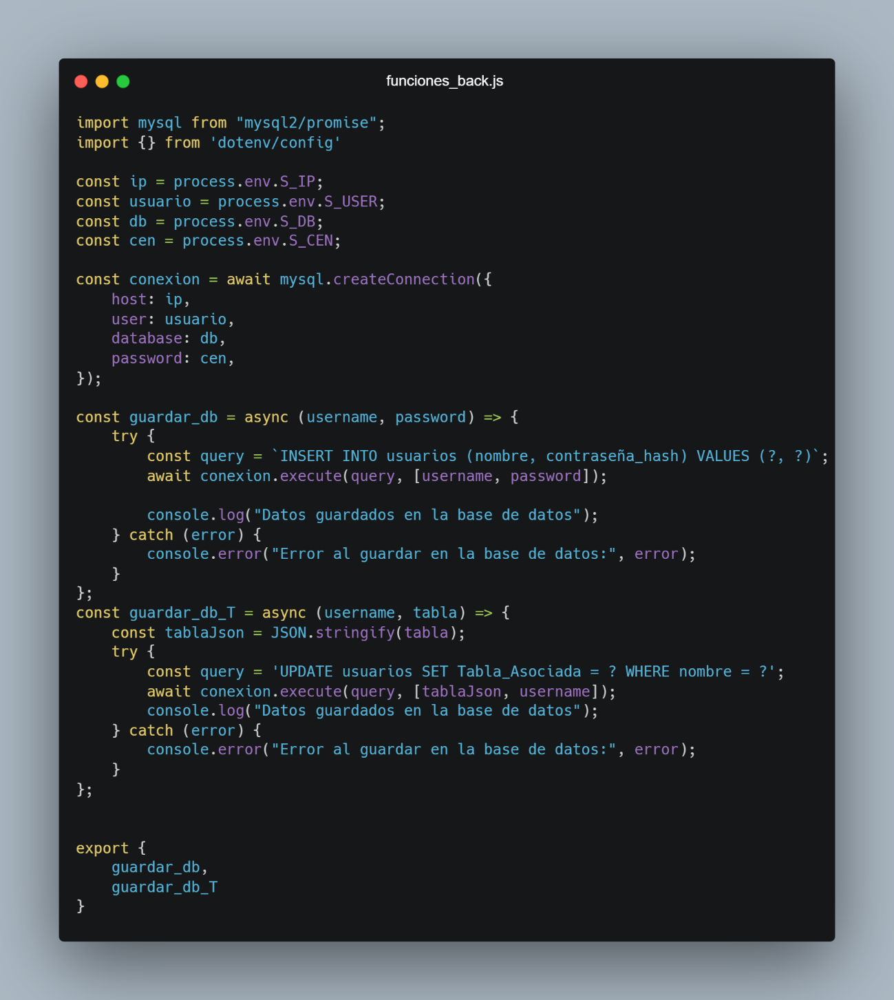 funciones_back.js
import mysql from "mysql2/promise";
import {} from 'dotenv/config'
const ip = process.env.S_IP;
const usuario = process.env.S_USER;
const db = process.env.S_DB;
const cen = process.env.S_CEN;
const conexion = await mysql.createConnection({
    host: ip,
    user: usuario,
    database: db,
    password: cen,
});
const guardar_db = async (username, password) => {
    try {
        const query = `INSERT INTO usuarios (nombre, contraseña_hash) VALUES (?, ?)`;
        await conexion.execute(query, [username, password]);
        console.log("Datos guardados en la base de datos");
    } catch (error) {
        console.error("Error al guardar en la base de datos:", error);
    }
};
const guardar_db_T = async (username, tabla) => {
    const tablaJson = JSON.stringify(tabla);
    try {
        const query = 'UPDATE usuarios SET Tabla_Asociada = ? WHERE nombre = ?';
        await conexion.execute(query, [tablaJson, username]);
        console.log("Datos guardados en la base de datos");
    } catch (error) {
        console.error("Error al guardar en la base de datos:", error);
    }
};
export {
    guardar_db,
    guardar_db_T
}